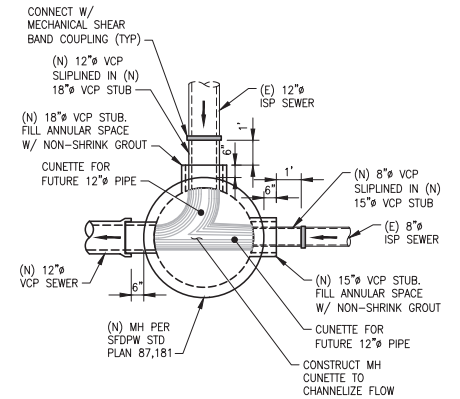 CONNECT W/
MECHANICAL SHEAR
BAND COUPLING (TYP)
(N) 12"ø VCP
SLIPLINED IN (N)
18"ø VCP STUB
(E) 12"ø
ISP SEWER
(N) 18"ø VCP STUB.
FILL ANNULAR SPACE
W/ NON-SHRINK GROUT
1'
6"
CUNETTE FOR
FUTURE 12"ø PIPE
1'
6"
(N) 8"ø VCP
SLIPLINED IN (N)
15"ø VCP STUB
(E) 8"ø
ISP SEWER
(N) 12"ø
VCP SEWER
6"
(N) 15"ø VCP STUB.
FILL ANNULAR SPACE
W/ NON-SHRINK GROUT
(N) MH PER
SFDPW STD
PLAN 87,181
CUNETTE FOR
FUTURE 12"ø PIPE
CONSTRUCT MH
CUNETTE TO
CHANNELIZE FLOW